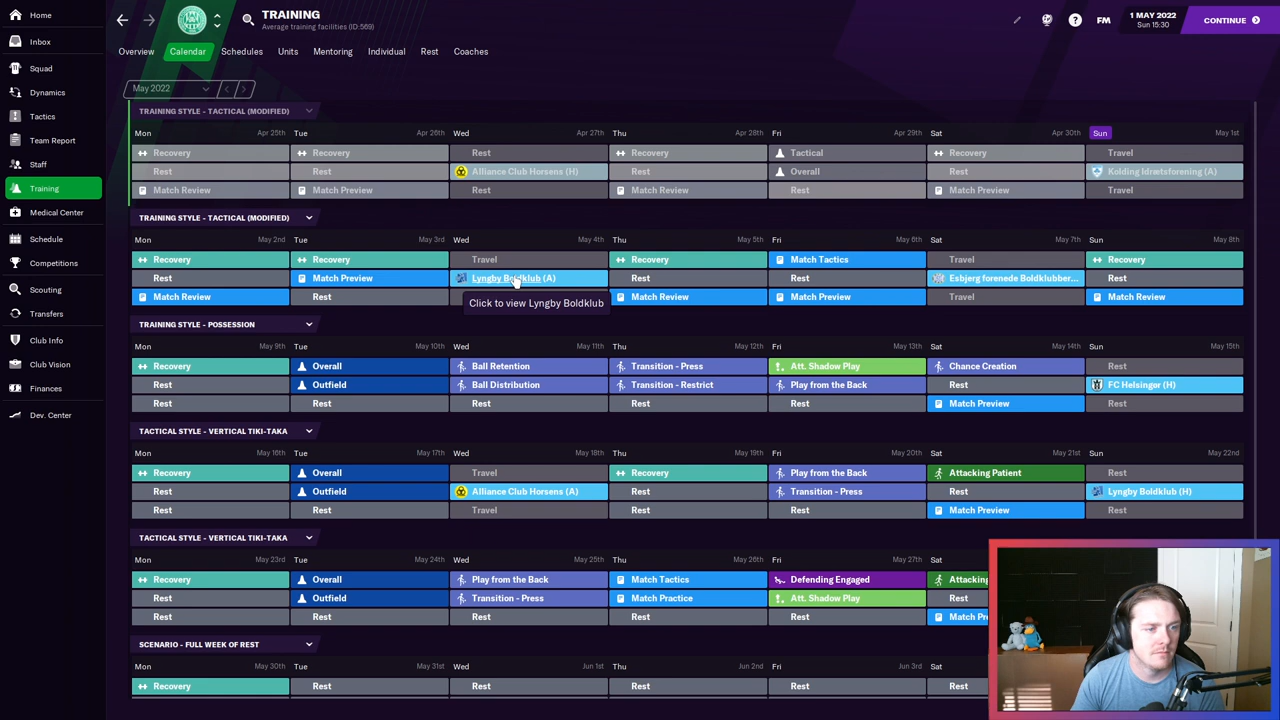 Home
Inbox
Squad
Dynamics
Tactics
Team Report
Staff
Training
Medical Center
Schedule
Competitions
Scouting
Transfers
Club Info
Club Vision
Finances
Dev. Center
TRAINING
Average training facilities (ID:569)
FM
1 MAY 2022
Sun 15:30
CONTINUE
Overview Calendar Schedules Units Mentoring Individual Rest Coaches
May 2022
TRAINING STYLE - TACTICAL (MODIFIED)
Mon Apr 25th Tue Apr 26th Wed Apr 27th Thu Apr 28th Fri Apr 29th Sat Apr 30th Sun May 1st
Recovery Recovery Rest Recovery Tactical Recovery Travel
Rest Rest Alliance Club Horsens (H) Rest Overall Rest Kolding Idrætsforening (A)
Match Review Match Preview Rest Match Review Rest Match Preview Travel
TRAINING STYLE - TACTICAL (MODIFIED)
Mon May 2nd Tue May 3rd Wed May 4th Thu May 5th Fri May 6th Sat May 7th Sun May 8th
Recovery Recovery Travel Recovery Match Tactics Travel Recovery
Rest Match Preview Lyngby Boldklub (A) Rest Rest Esbjerg forenede Boldklubber... Rest
Match Review Rest Match Review Match Preview Travel Match Review
Click to view Lyngby Boldklub
TRAINING STYLE - POSSESSION
Mon May 9th Tue May 10th Wed May 11th Thu May 12th Fri May 13th Sat May 14th Sun May 15th
Recovery Overall Ball Retention Transition - Press Att. Shadow Play Chance Creation Rest
Rest Outfield Ball Distribution Transition - Restrict Play from the Back Rest FC Helsingør (H)
Rest Rest Rest Rest Rest Match Preview Rest
TACTICAL STYLE - VERTICAL TIKI-TAKA
Mon May 16th Tue May 17th Wed May 18th Thu May 19th Fri May 20th Sat May 21st Sun May 22nd
Recovery Overall Travel Recovery Play from the Back Attacking Patient Rest
Rest Outfield Alliance Club Horsens (A) Rest Transition - Press Rest Lyngby Boldklub (H)
Rest Rest Travel Rest Rest Match Preview Rest
TACTICAL STYLE - VERTICAL TIKI-TAKA
Mon May 23rd Tue May 24th Wed May 25th Thu May 26th Fri May 27th Sat
Recovery Overall Play from the Back Match Tactics Defending Engaged Attacking
Rest Outfield Transition - Press Match Practice Att. Shadow Play Rest
Rest Rest Rest Rest Rest Match Pre
SCENARIO - FULL WEEK OF REST
Mon May 30th Tue May 31st Wed Jun 1st Thu Jun 2nd Fri Jun 3rd Sat
Recovery Rest Rest Rest Rest Rest